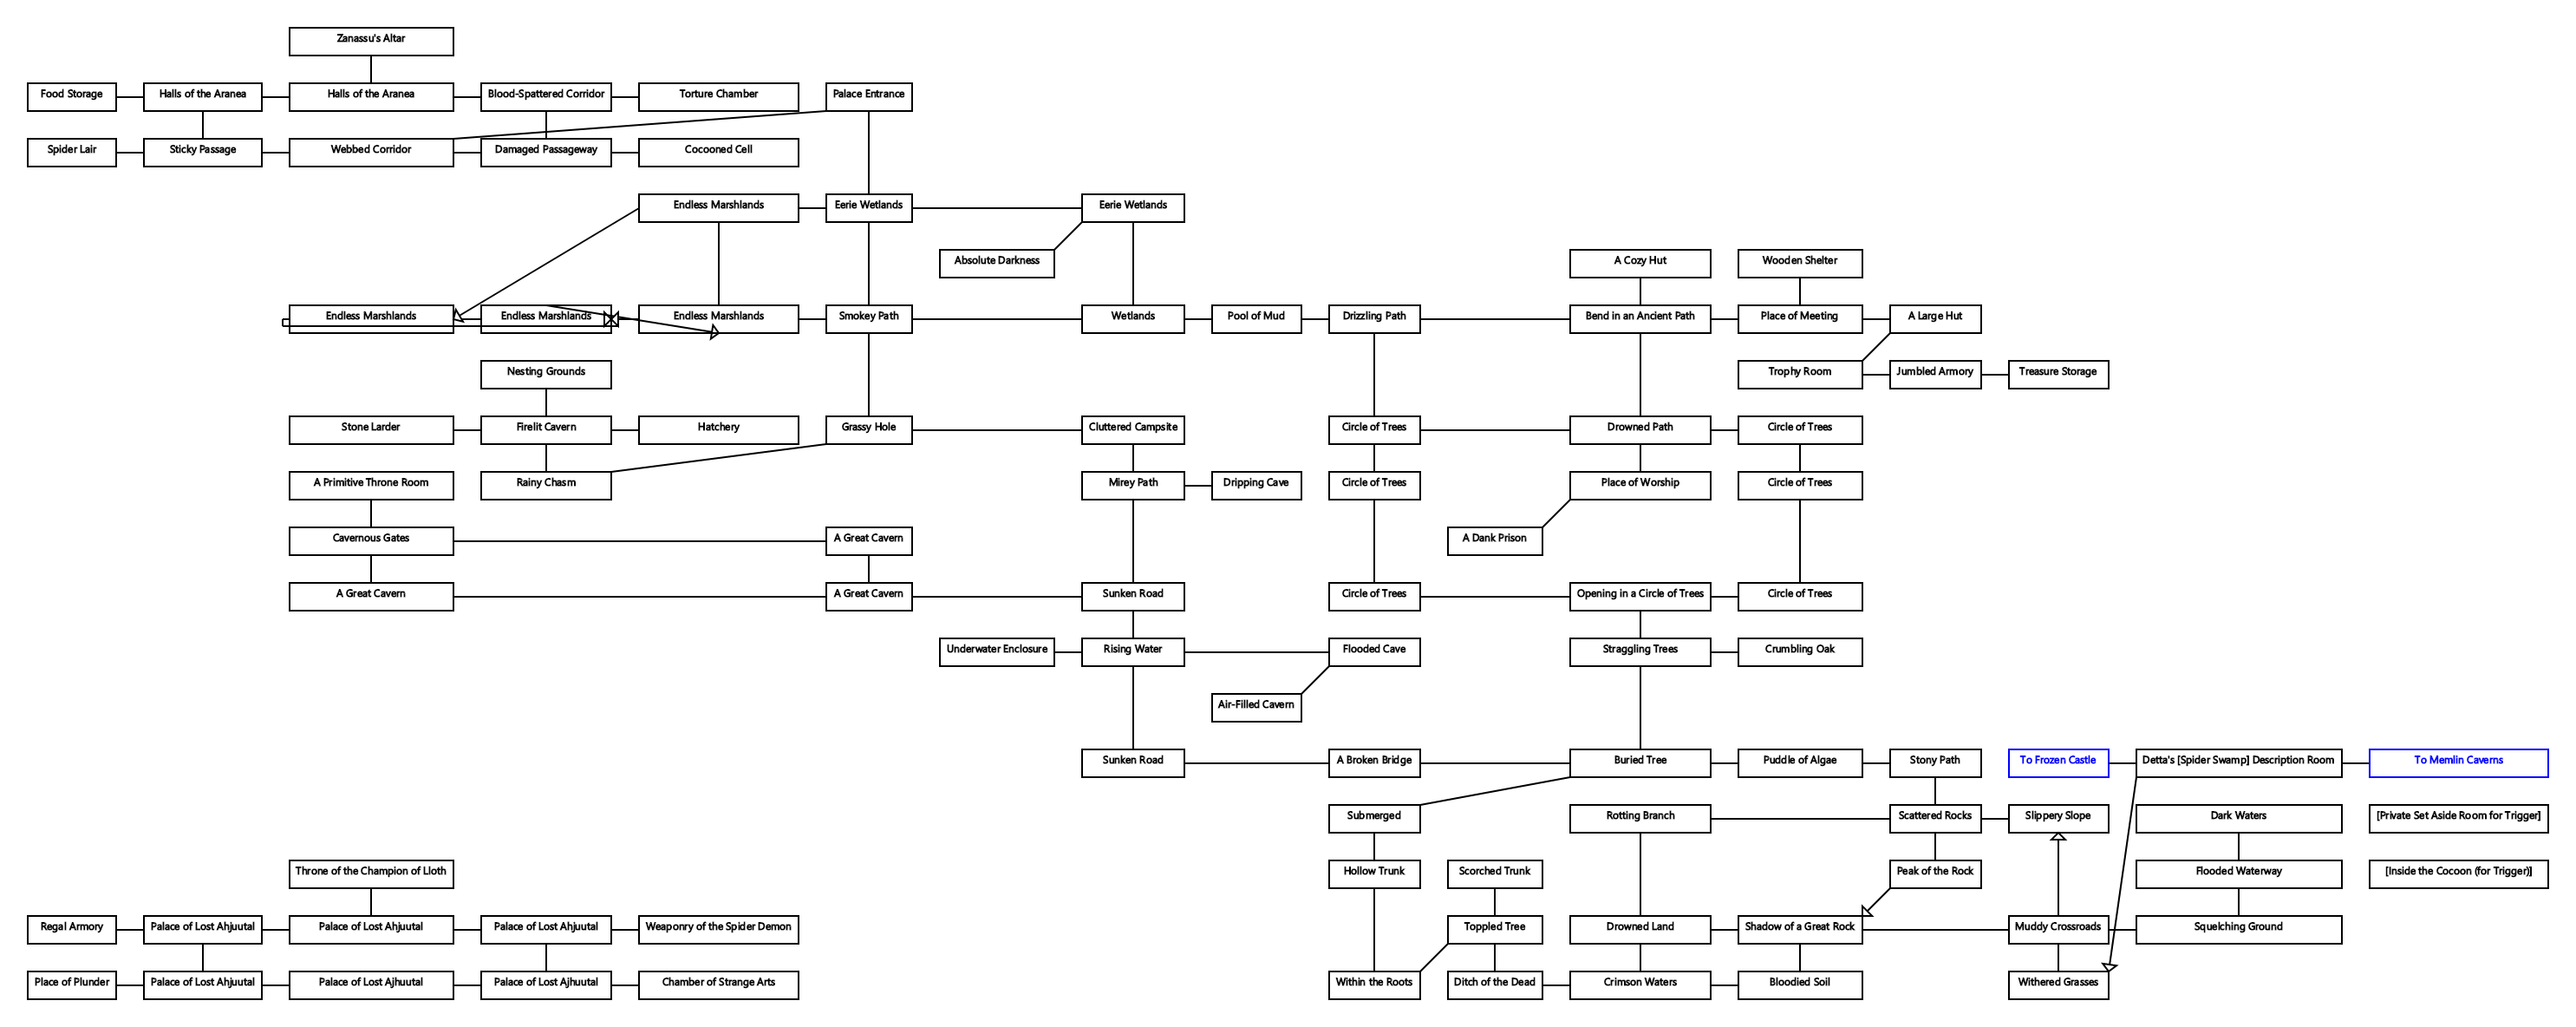 Zanassu's Altar
Food Storage
Halls of the Aranea
Halls of the Aranea
Blood-Spattered Corridor
Torture Chamber
Palace Entrance
Spider Lair
Sticky Passage
Webbed Corridor
Damaged Passageway
Cocooned Cell
Endless Marshlands
Eerie Wetlands
Eerie Wetlands
Absolute Darkness
A Cozy Hut
Wooden Shelter
Endless Marshlands
Endless Marshlands
Endless Marshlands
Smokey Path
Wetlands
Pool of Mud
Drizzling Path
Bend in an Ancient Path
Place of Meeting
A Large Hut
Nesting Grounds
Trophy Room
Jumbled Armory
Treasure Storage
Stone Larder
Firelit Cavern
Hatchery
Grassy Hole
Cluttered Campsite
Circle of Trees
Drowned Path
Circle of Trees
A Primitive Throne Room
Rainy Chasm
Mirey Path
Dripping Cave
Circle of Trees
Place of Worship
Circle of Trees
Cavernous Gates
A Great Cavern
A Dank Prison
A Great Cavern
A Great Cavern
Sunken Road
Circle of Trees
Opening in a Circle of Trees
Circle of Trees
Underwater Enclosure
Rising Water
Flooded Cave
Straggling Trees
Crumbling Oak
Air-Filled Cavern
Sunken Road
A Broken Bridge
Buried Tree
Puddle of Algae
Stony Path
To Frozen Castle
Detta's [Spider Swamp] Description Room
To Memlin Caverns
Submerged
Rotting Branch
Scattered Rocks
Slippery Slope
Dark Waters
[Private Set Aside Room for Trigger]
Throne of the Champion of Lloth
Hollow Trunk
Scorched Trunk
Peak of the Rock
Flooded Waterway
[Inside the Cocoon (for Trigger)]
Regal Armory
Palace of Lost Ahjuutal
Palace of Lost Ahjuutal
Palace of Lost Ahjuutal
Weaponry of the Spider Demon
Toppled Tree
Drowned Land
Shadow of a Great Rock
Muddy Crossroads
Squelching Ground
Place of Plunder
Palace of Lost Ahjuutal
Palace of Lost Ajhuutal
Palace of Lost Ajhuutal
Chamber of Strange Arts
Within the Roots
Ditch of the Dead
Crimson Waters
Bloodied Soil
Withered Grasses